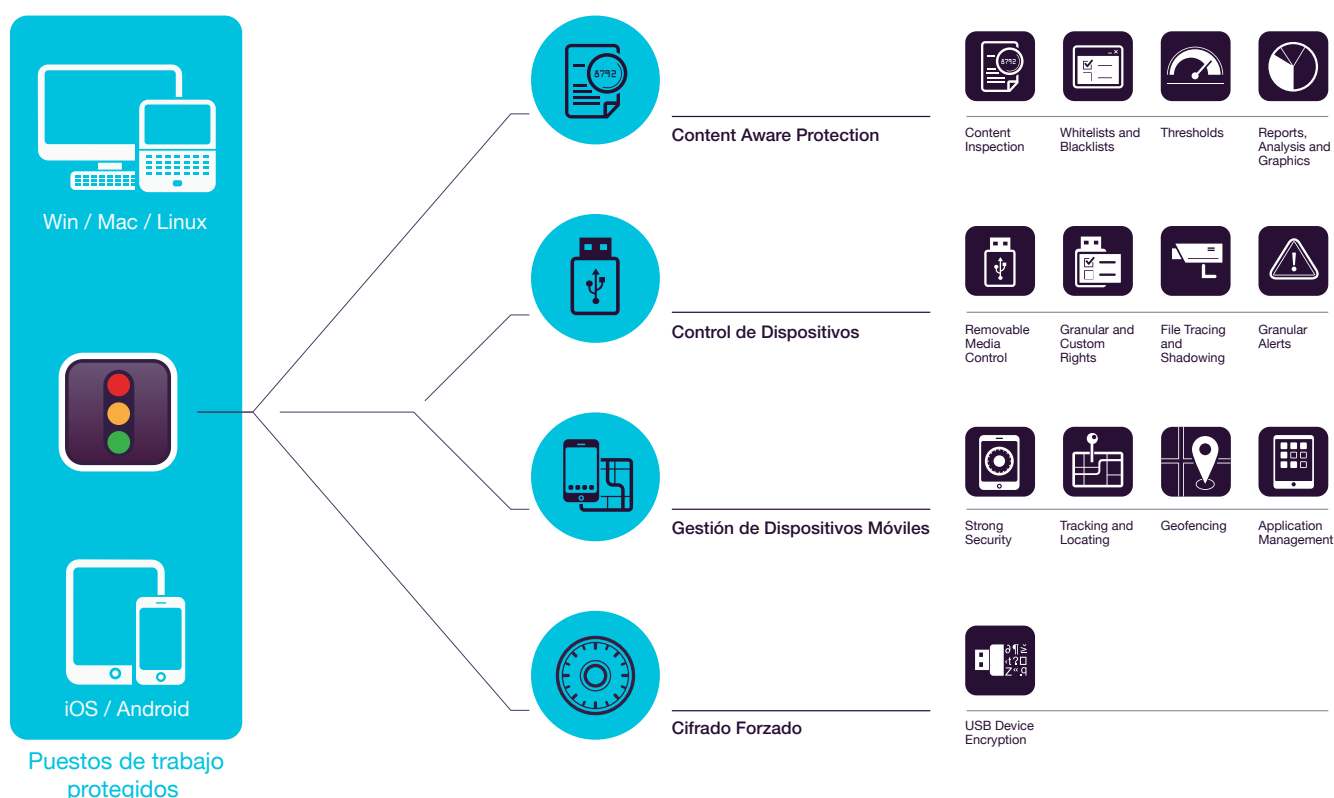 Win / Mac / Linux
iOS / Android
Puestos de trabajo
protegidos
8792
Content Aware Protection
8792
Content
Inspection
Whitelists and
Blacklists
Thresholds
Reports,
Analysis and
Graphics
Control de Dispositivos
Removable
Media
Control
Granular and
Custom
Rights
File Tracing
and
Shadowing
Granular
Alerts
Gestión de Dispositivos Móviles
Strong
Security
Tracking and
Locating
Geofencing
Application
Management
Cifrado Forzado
USB Device
Encryption